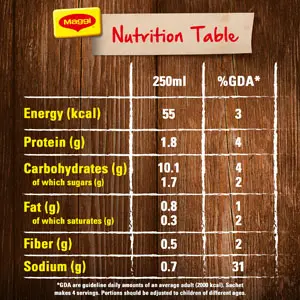 Maggi
Nutrition Table
250ml %GDA*
Energy (kcal) 55 3
Protein (g) 1.8 4
Carbohydrates (g) 10.1 4
of which sugars (g) 1.7 2
Fat (g) 0.8 1
of which saturates (g) 0.3 2
Fiber (g) 0.5 2
Sodium (g) 0.7 31
*GDA are guideline daily amounts of an average adult (2000 kcal). Sachet
makes 4 servings. Portions should be adjusted to children of different ages.